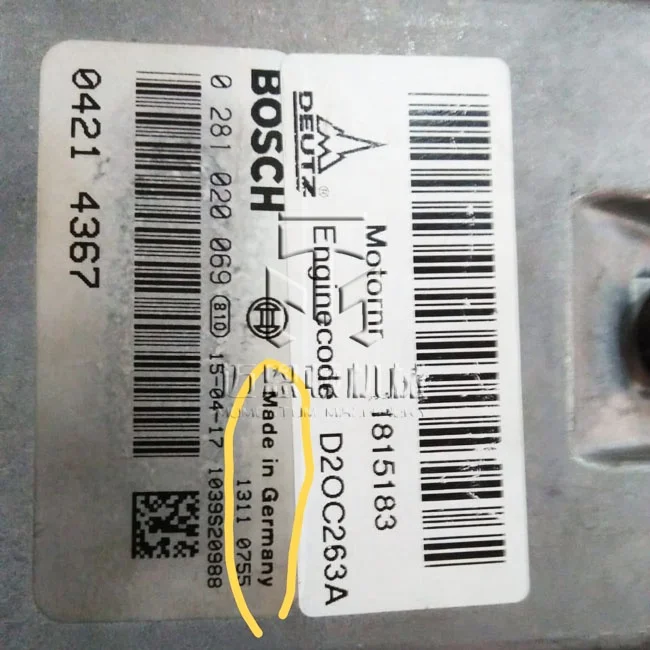 DEUTZ
®
Motornr 11815183
Enginecode D2OC263A
BOSCH
Made in Germany
1311 0755
0 281 020 069 810 15-04-17 1039S20988
0421 4367